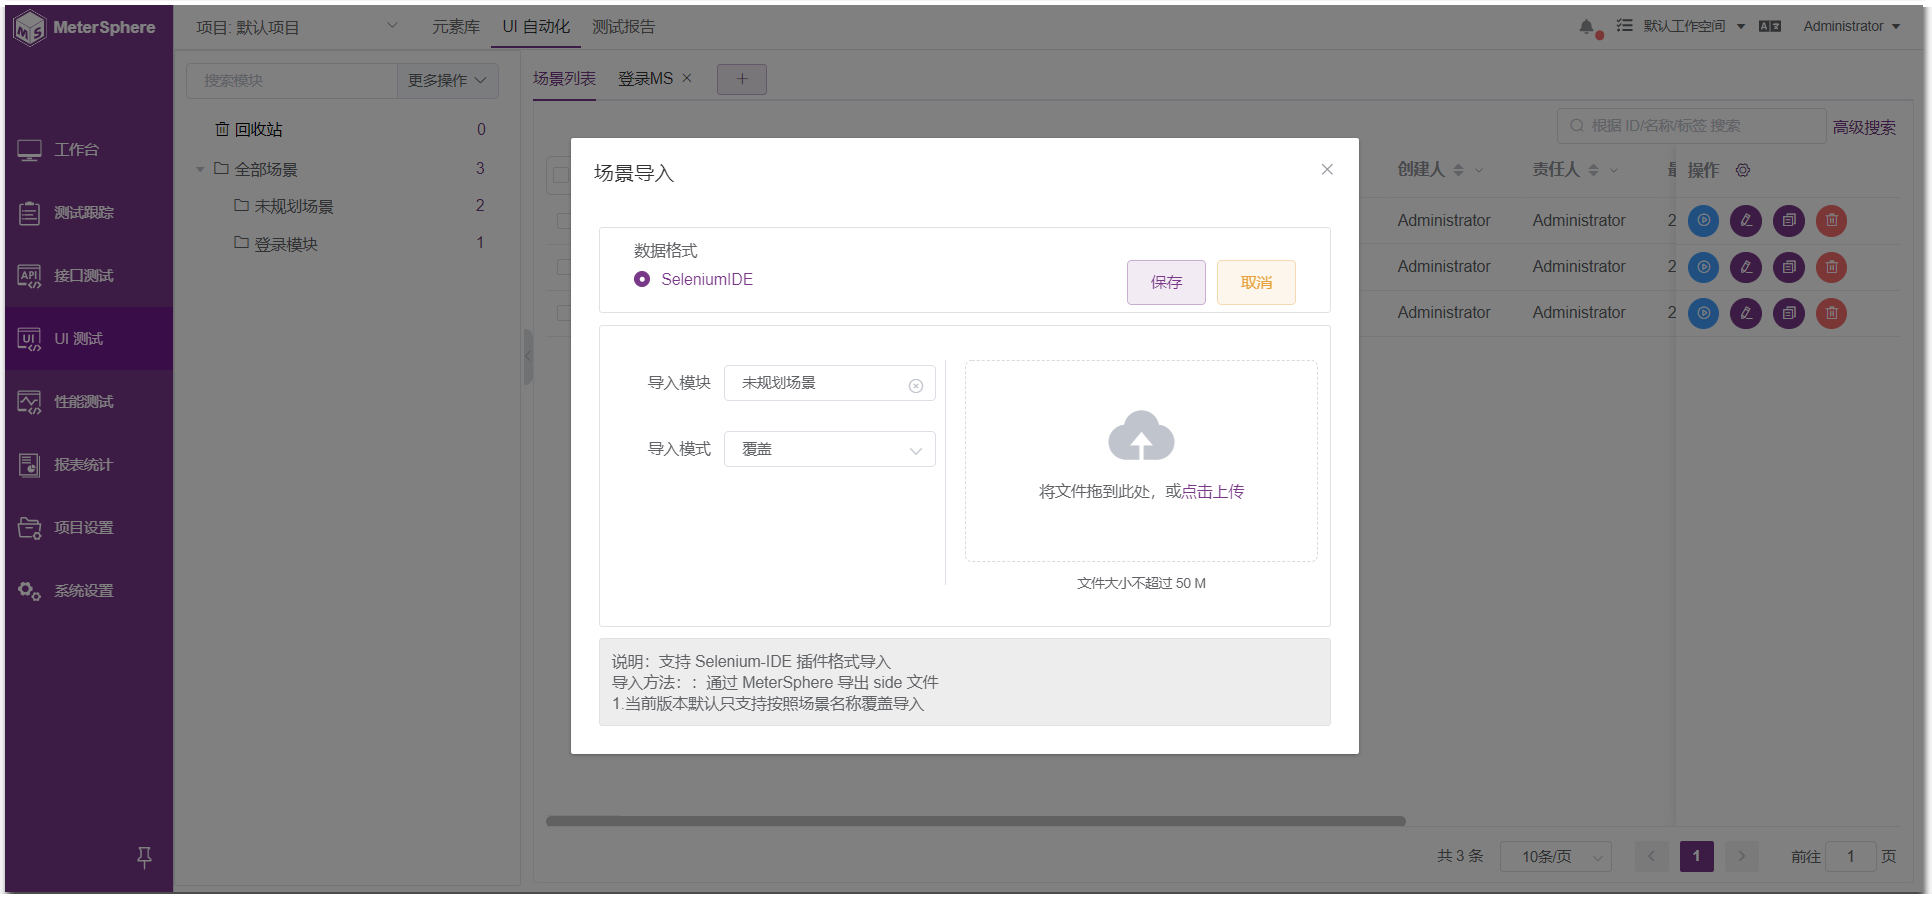 MeterSphere
项目: 默认项目
元素库 UI 自动化 测试报告
默认工作空间 Administrator
搜索模块 更多操作
回收站 0
全部场景 3
未规划场景 2
登录模块 1
工作台
测试跟踪
接口测试
UI 测试
性能测试
报表统计
项目设置
系统设置
场景列表 登录MS
根据 ID/名称/标签 搜索 高级搜索
创建人 责任人 操作
Administrator Administrator 2
Administrator Administrator 2
Administrator Administrator 2
场景导入
数据格式
SeleniumIDE
保存 取消
导入模块 未规划场景
导入模式 覆盖
将文件拖到此处，或点击上传
文件大小不超过 50 M
说明：支持 Selenium-IDE 插件格式导入
导入方法：: 通过 MeterSphere 导出 side 文件
1.当前版本默认只支持按照场景名称覆盖导入
共 3 条 10条/页 1 前往 1 页